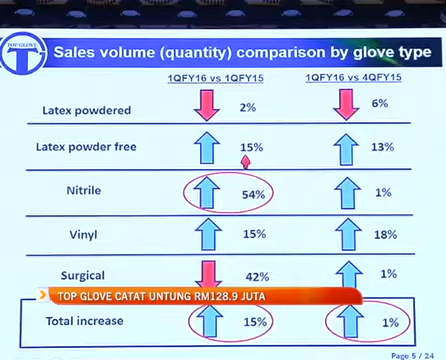 TOP GLOVE
Sales volume (quantity) comparison by glove type
1QFY16 vs 1QFY15 1QFY16 vs 4QFY15
Latex powdered 2% 6%
Latex powder free 15% 13%
Nitrile 54% 1%
Vinyl 15% 18%
Surgical 42% 1%
TOP GLOVE CATAT UNTUNG RM128.9 JUTA
Total increase 15% 1%
Page 5 / 24